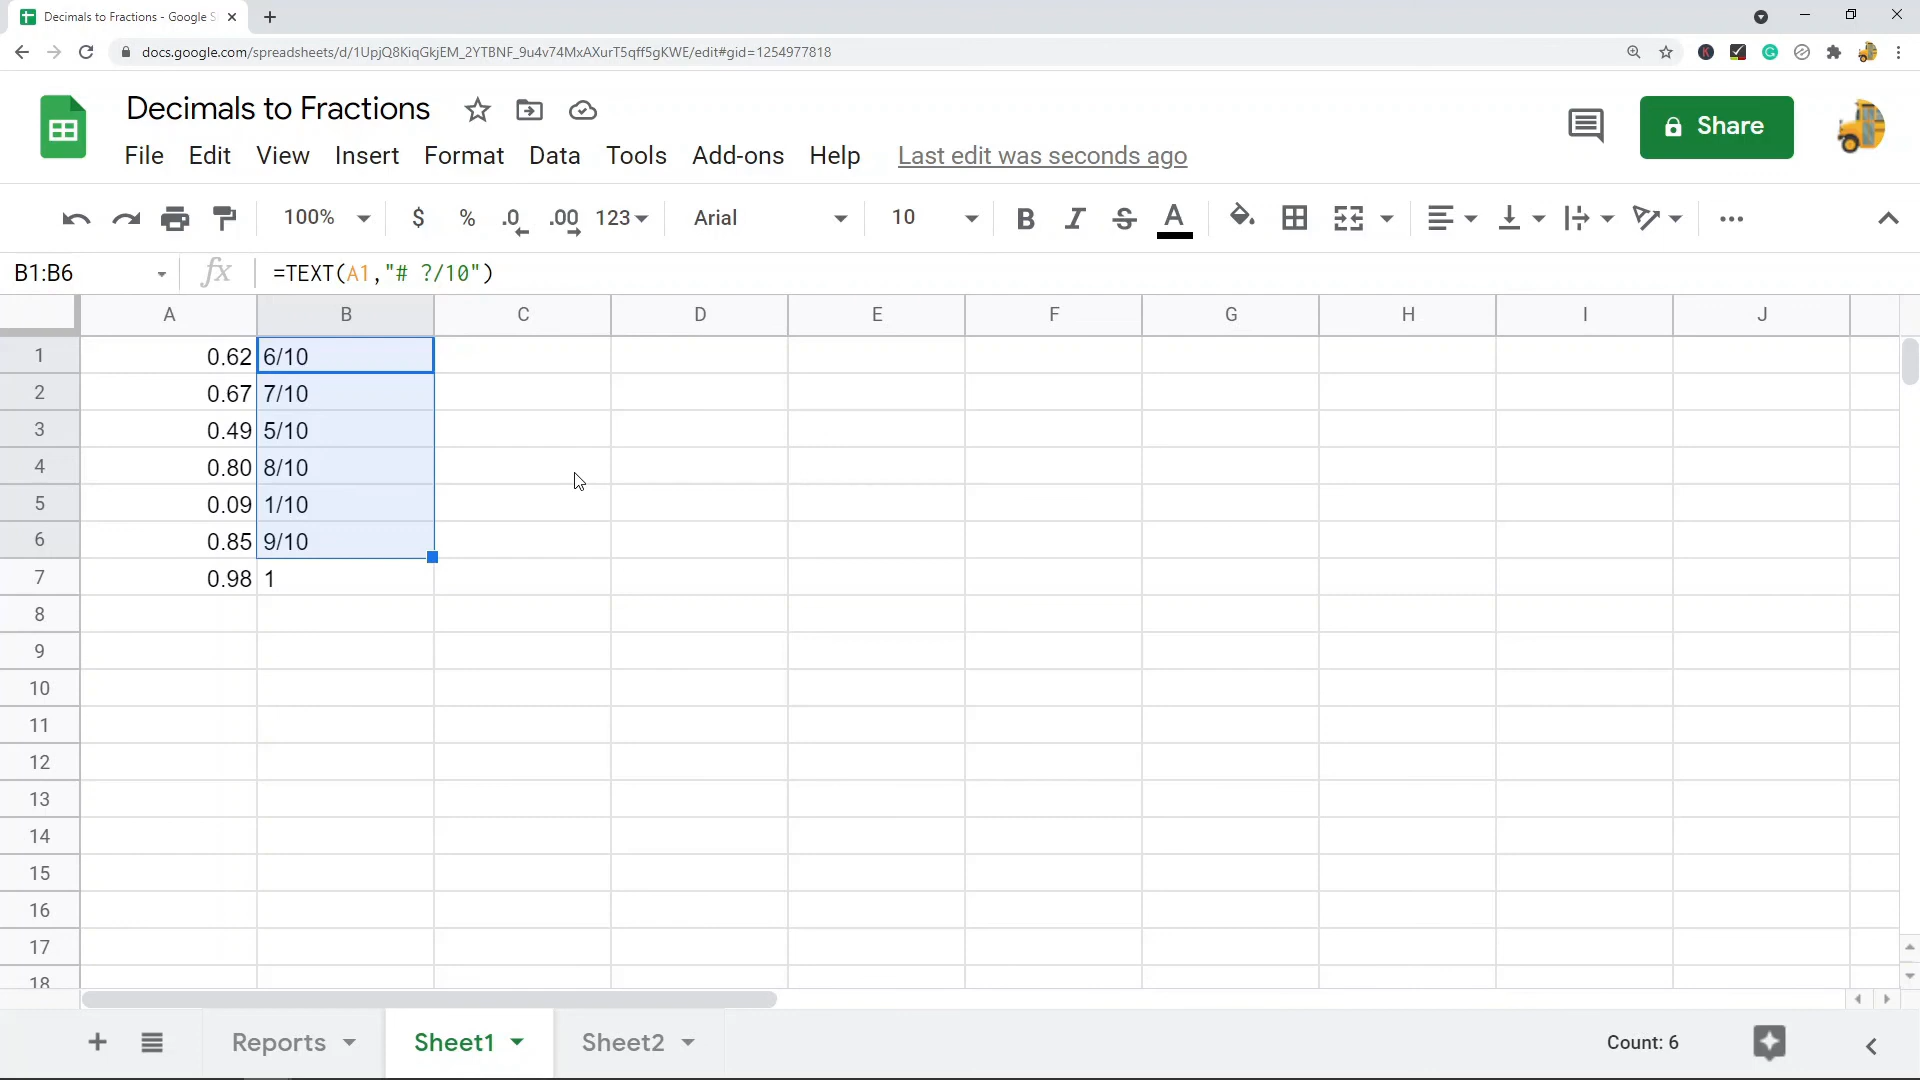 Decimals to Fractions - Google S
docs.google.com/spreadsheets/d/1UpjQ8KiqGkjEM_2YTBNF_9u4v74MxAXurT5qff5gKWE/edit#gid=1254977818
Decimals to Fractions
Share
File Edit View Insert Format Data Tools Add-ons Help Last edit was seconds ago
100% $ % .0 .00 123 Arial 10 B I S A
B1:B6 fx =TEXT(A1,"# ?/10")
A B C D E F G H I J
1 0.62 6/10
2 0.67 7/10
3 0.49 5/10
4 0.80 8/10
5 0.09 1/10
6 0.85 9/10
7 0.98 1
8
9
10
11
12
13
14
15
16
17
18
Reports Sheet1 Sheet2 Count: 6